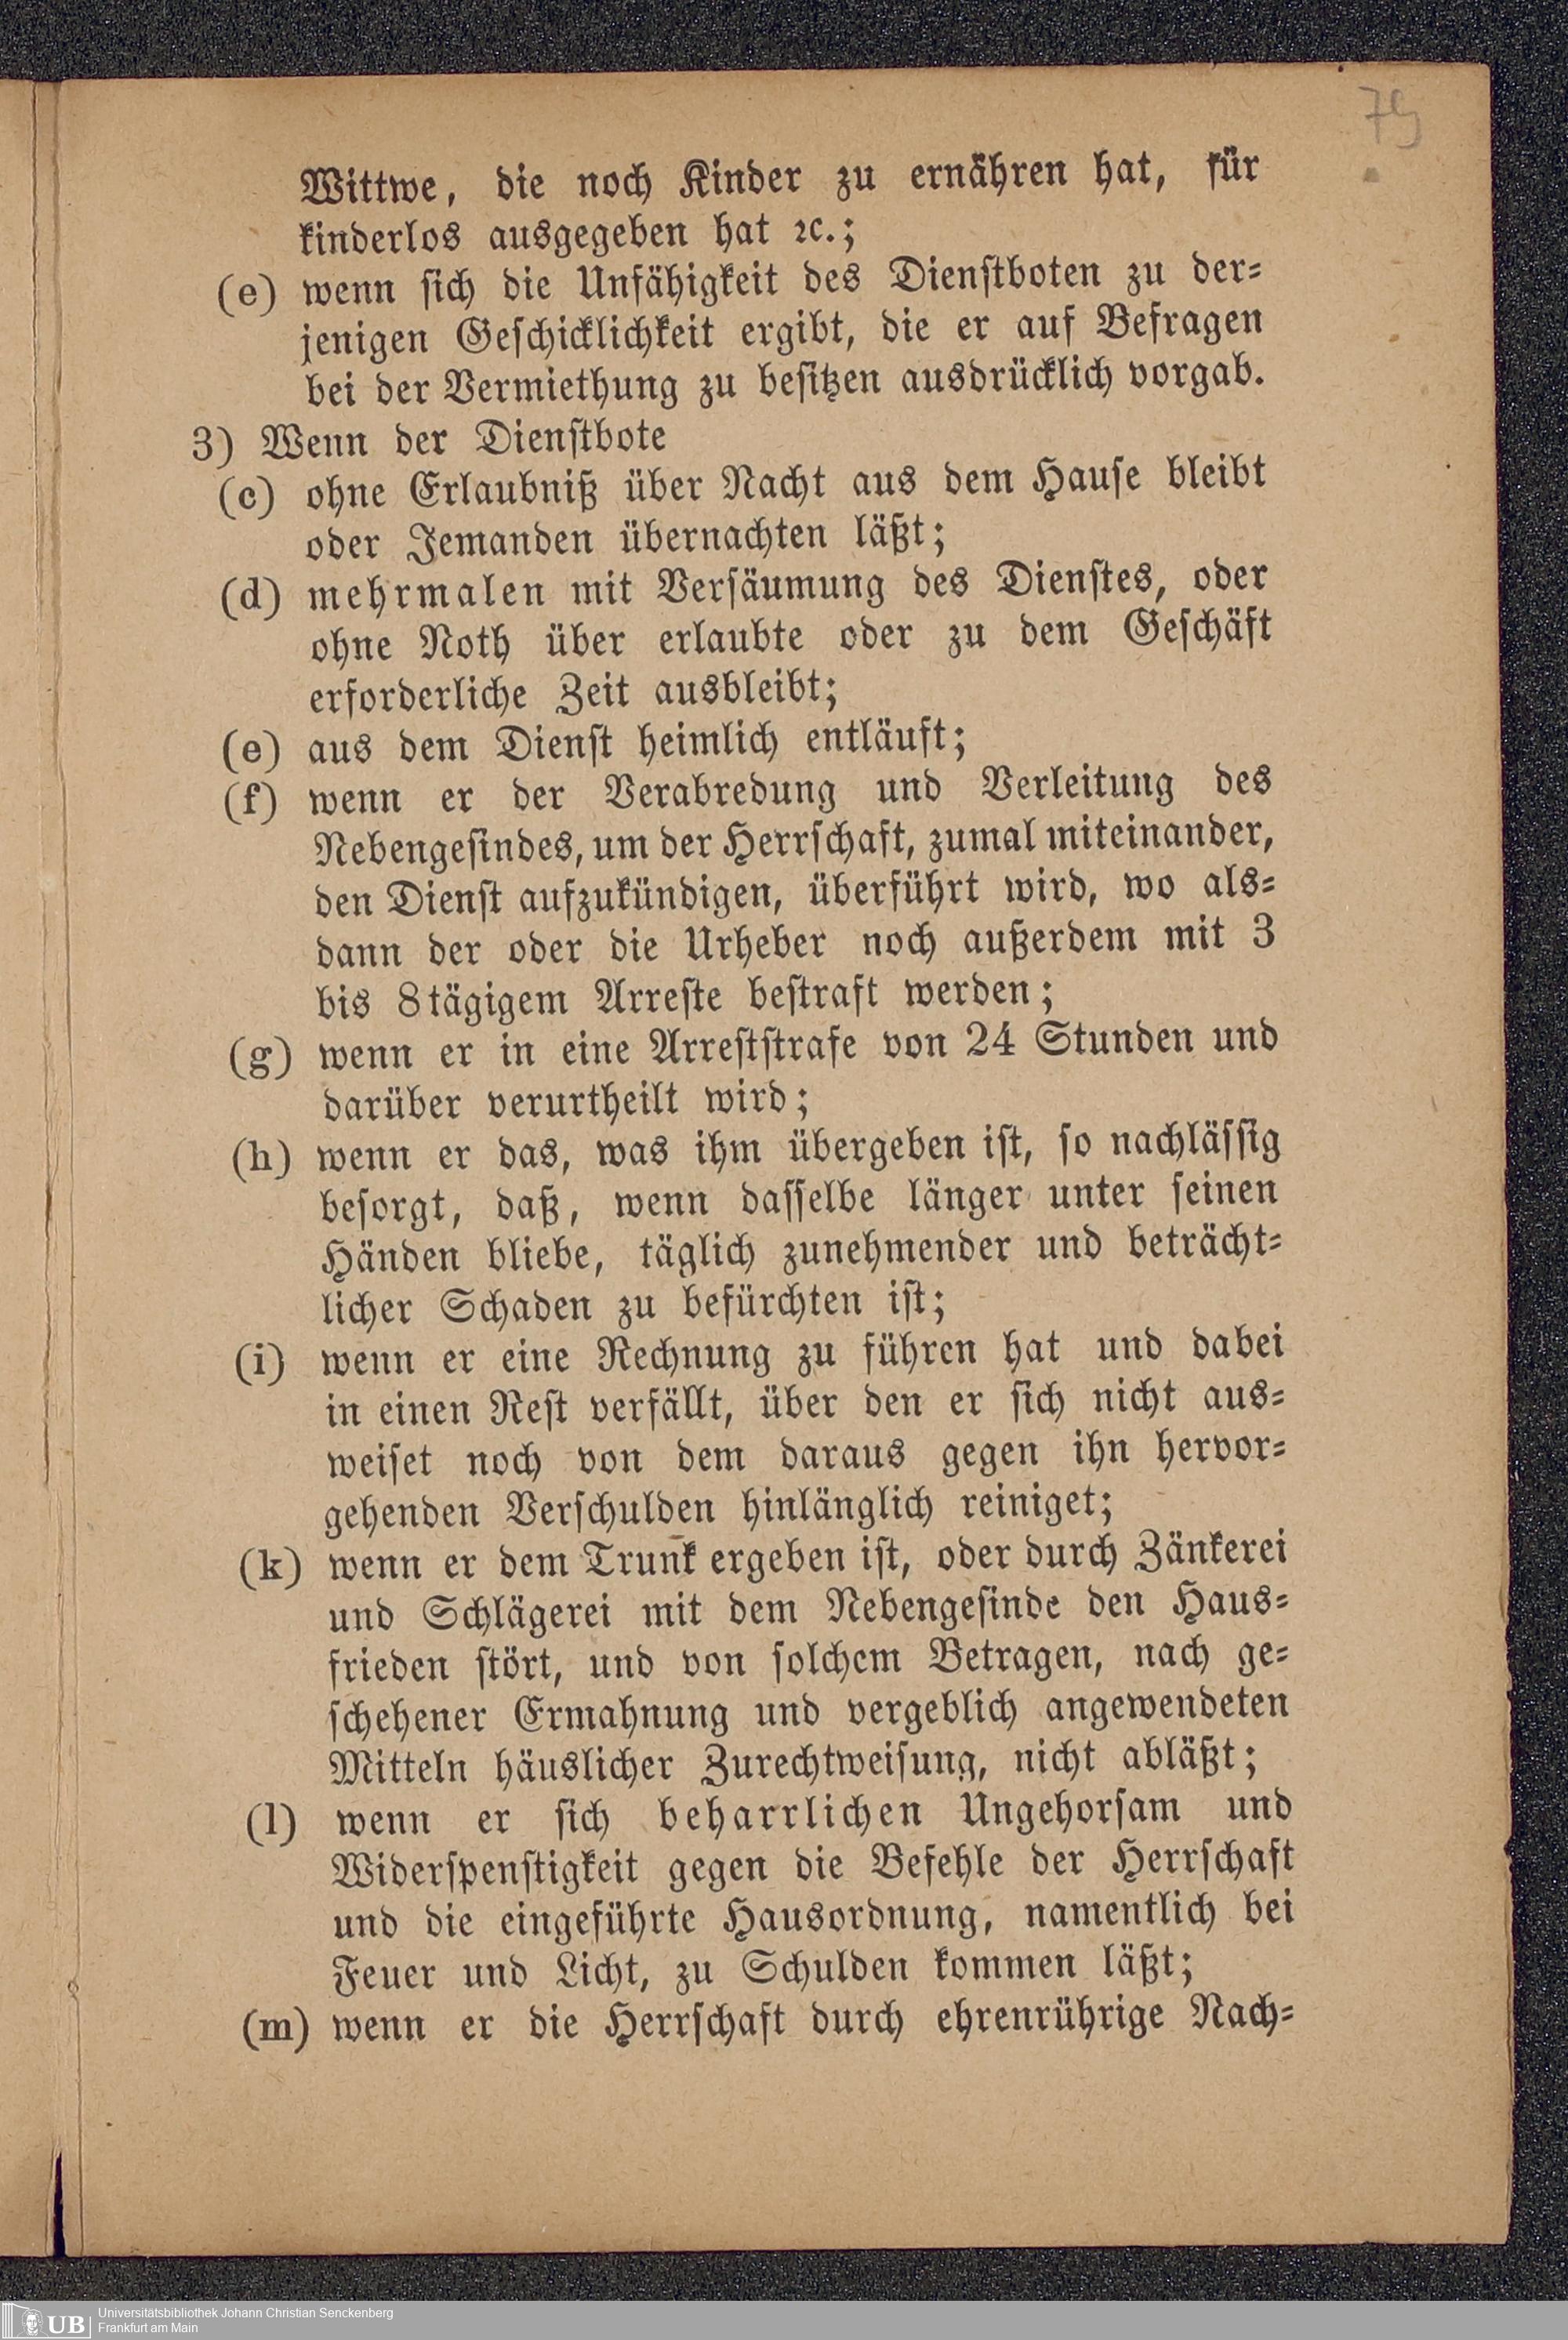 79
Wittwe, die noch Kinder zu ernähren hat, für
kinderlos ausgegeben hat ꝛc.;
(e) wenn sich die Unfähigkeit des Dienstboten zu der-
jenigen Geschicklichkeit ergibt, die er auf Befragen
bei der Vermiethung zu besitzen ausdrücklich vorgab.
3) Wenn der Dienstbote
(c) ohne Erlaubniß über Nacht aus dem Hause bleibt
oder Jemanden übernachten läßt;
(d) mehrmalen mit Versäumung des Dienstes, oder
ohne Noth über erlaubte oder zu dem Geschäft
erforderliche Zeit ausbleibt;
(e) aus dem Dienst heimlich entläuft;
(f) wenn er der Verabredung und Verleitung des
Nebengesindes, um der Herrschaft, zumal miteinander,
den Dienst aufzukündigen, überführt wird, wo als-
dann der oder die Urheber noch außerdem mit 3
bis 8tägigem Arreste bestraft werden;
(g) wenn er in eine Arreststrafe von 24 Stunden und
darüber verurtheilt wird;
(h) wenn er das, was ihm übergeben ist, so nachlässig
besorgt, daß, wenn dasselbe länger unter seinen
Händen bliebe, täglich zunehmender und beträcht-
licher Schaden zu befürchten ist;
(i) wenn er eine Rechnung zu führen hat und dabei
in einen Rest verfällt, über den er sich nicht aus-
weiset noch von dem daraus gegen ihn hervor-
gehenden Verschulden hinlänglich reiniget;
(k) wenn er dem Trunk ergeben ist, oder durch Zänkerei
und Schlägerei mit dem Nebengesinde den Haus-
frieden stört, und von solchem Betragen, nach ge-
schehener Ermahnung und vergeblich angewendeten
Mitteln häuslicher Zurechtweisung, nicht abläßt;
(l) wenn er sich beharrlichen Ungehorsam und
Widerspenstigkeit gegen die Befehle der Herrschaft
und die eingeführte Hausordnung, namentlich bei
Feuer und Licht, zu Schulden kommen läßt;
(m) wenn er die Herrschaft durch ehrenrührige Nach-
UB
Universitätsbibliothek Johann Christian Senckenberg
Frankfurt am Main